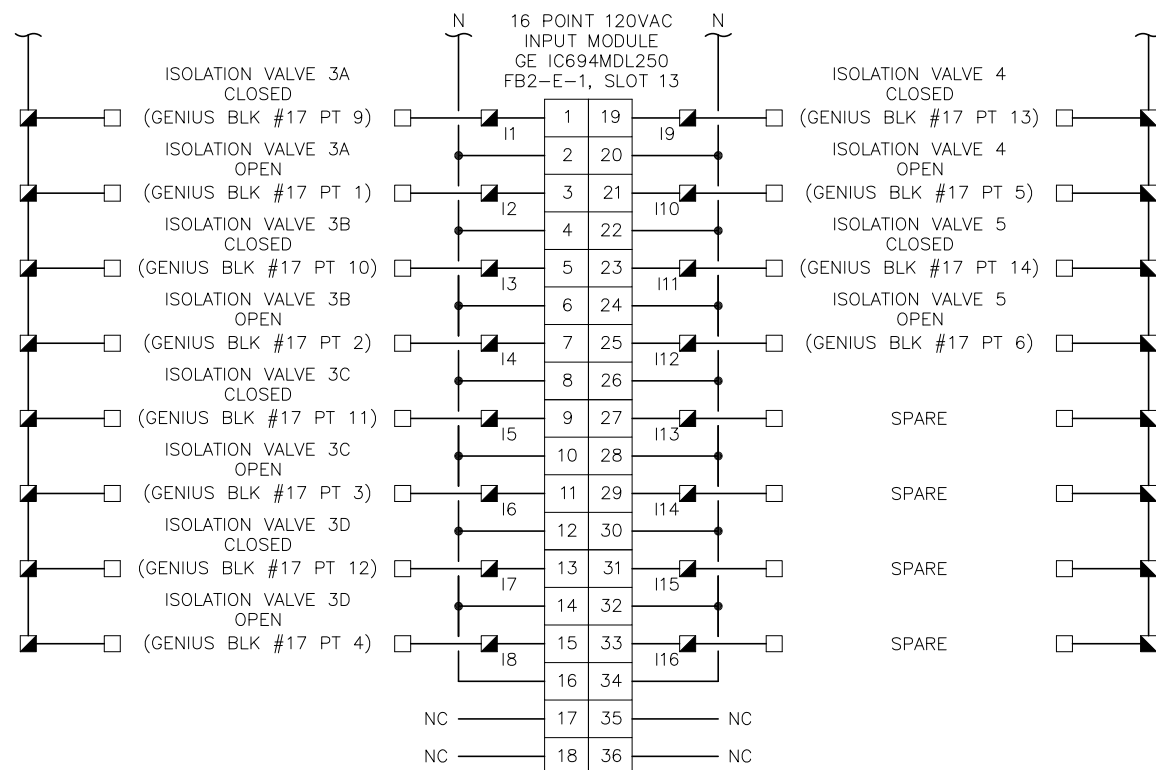 N
16 POINT 120VAC
INPUT MODULE
GE IC694MDL250
FB2-E-1, SLOT 13
N
ISOLATION VALVE 3A
CLOSED
(GENIUS BLK #17 PT 9)
I1
1
19
I9
ISOLATION VALVE 4
CLOSED
(GENIUS BLK #17 PT 13)
2
20
ISOLATION VALVE 3A
OPEN
(GENIUS BLK #17 PT 1)
I2
3
21
I10
ISOLATION VALVE 4
OPEN
(GENIUS BLK #17 PT 5)
4
22
ISOLATION VALVE 3B
CLOSED
(GENIUS BLK #17 PT 10)
I3
5
23
I11
ISOLATION VALVE 5
CLOSED
(GENIUS BLK #17 PT 14)
6
24
ISOLATION VALVE 3B
OPEN
(GENIUS BLK #17 PT 2)
I4
7
25
I12
ISOLATION VALVE 5
OPEN
(GENIUS BLK #17 PT 6)
8
26
ISOLATION VALVE 3C
CLOSED
(GENIUS BLK #17 PT 11)
I5
9
27
I13
SPARE
10
28
ISOLATION VALVE 3C
OPEN
(GENIUS BLK #17 PT 3)
I6
11
29
I14
SPARE
12
30
ISOLATION VALVE 3D
CLOSED
(GENIUS BLK #17 PT 12)
I7
13
31
I15
SPARE
14
32
ISOLATION VALVE 3D
OPEN
(GENIUS BLK #17 PT 4)
I8
15
33
I16
SPARE
16
34
NC
17
35
NC
NC
18
36
NC